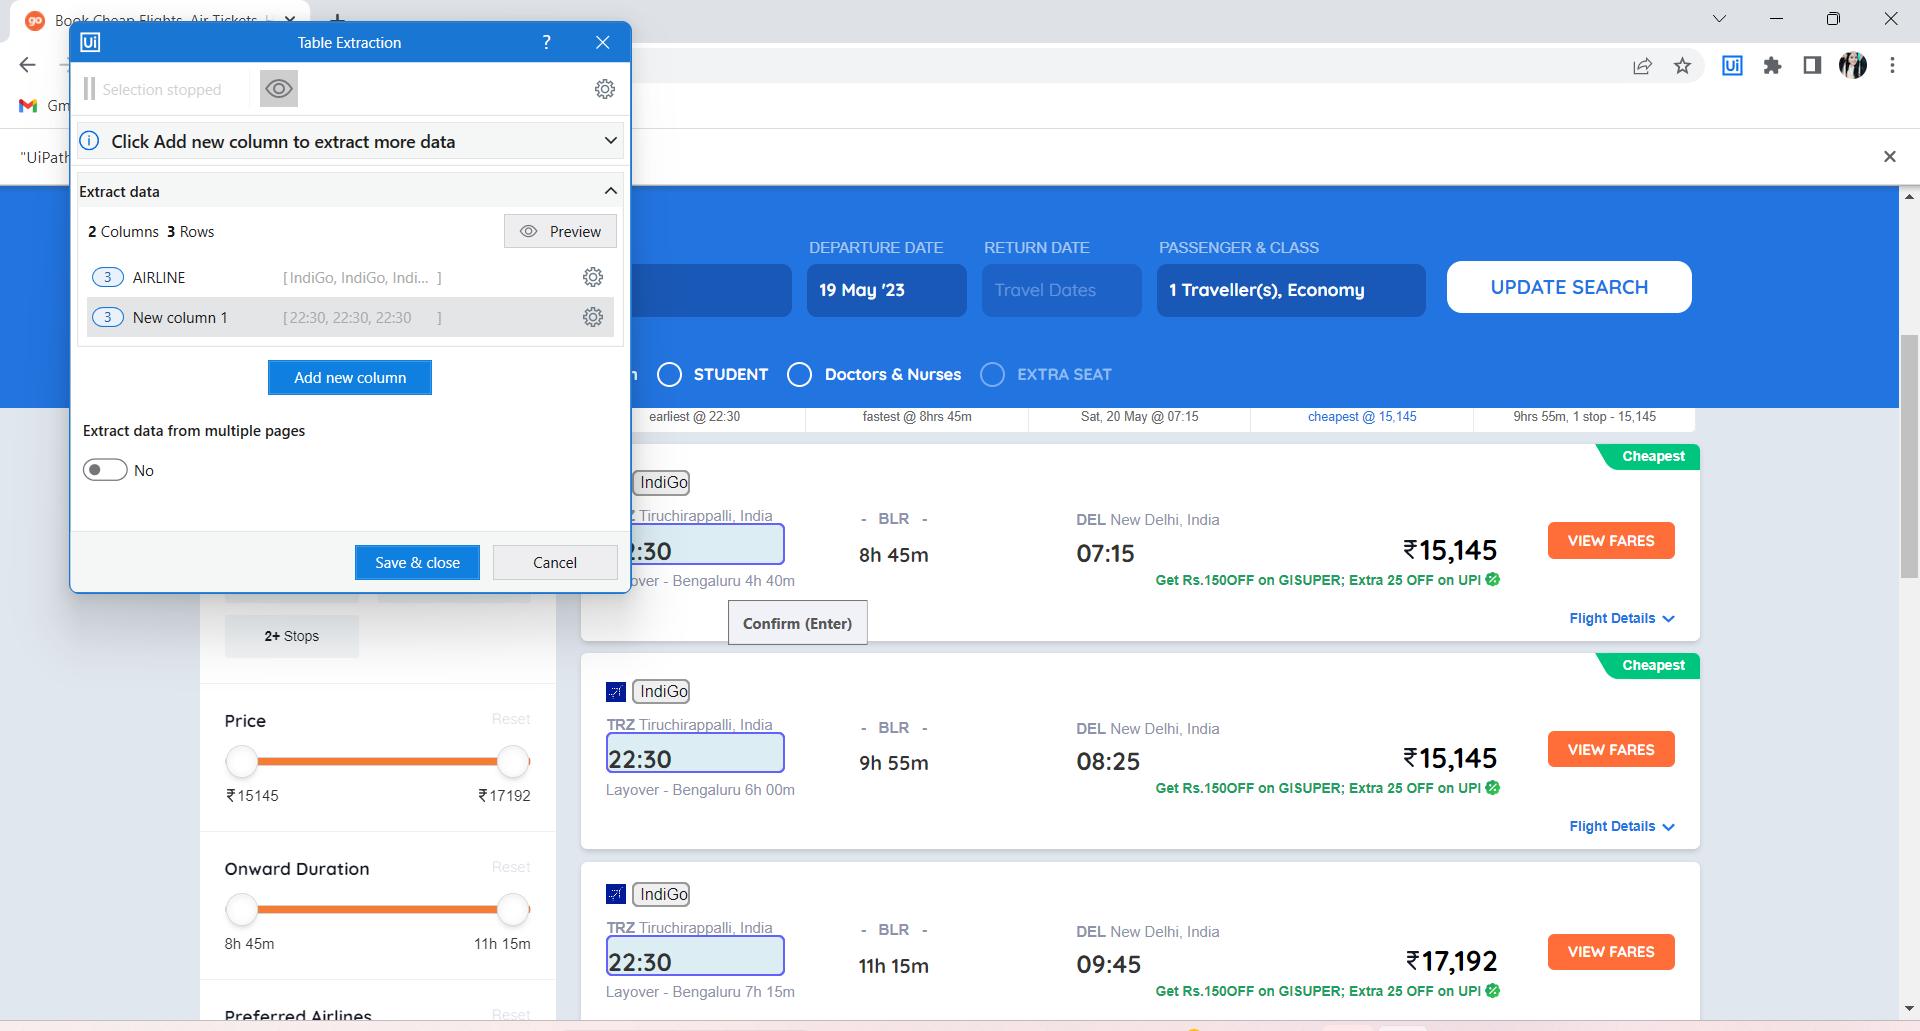 go Book Cheap Flights, Air Tickets
Ui Table Extraction ?
Ui
Selection stopped
Gm
Click Add new column to extract more data
"UiPath
Extract data
2 Columns 3 Rows Preview
3 AIRLINE [ IndiGo, IndiGo, Indi... ]
3 New column 1 [ 22:30, 22:30, 22:30 ]
Add new column
Extract data from multiple pages
No
Save & close Cancel
DEPARTURE DATE RETURN DATE PASSENGER & CLASS
19 May '23 Travel Dates 1 Traveller(s), Economy UPDATE SEARCH
n STUDENT Doctors & Nurses EXTRA SEAT
earliest @ 22:30 fastest @ 8hrs 45m Sat, 20 May @ 07:15 cheapest @ 15,145 9hrs 55m, 1 stop - 15,145
Cheapest
IndiGo
Z Tiruchirappalli, India - BLR - DEL New Delhi, India
2:30 8h 45m 07:15 ₹15,145 VIEW FARES
over - Bengaluru 4h 40m Get Rs.150OFF on GISUPER; Extra 25 OFF on UPI
Confirm (Enter)
Flight Details
2+ Stops
Cheapest
IndiGo
TRZ Tiruchirappalli, India - BLR - DEL New Delhi, India
22:30 9h 55m 08:25 ₹15,145 VIEW FARES
Layover - Bengaluru 6h 00m Get Rs.150OFF on GISUPER; Extra 25 OFF on UPI
Flight Details
Price Reset
₹15145 ₹17192
Onward Duration Reset
8h 45m 11h 15m
IndiGo
TRZ Tiruchirappalli, India - BLR - DEL New Delhi, India
22:30 11h 15m 09:45 ₹17,192 VIEW FARES
Layover - Bengaluru 7h 15m Get Rs.150OFF on GISUPER; Extra 25 OFF on UPI
Preferred Airlines Reset